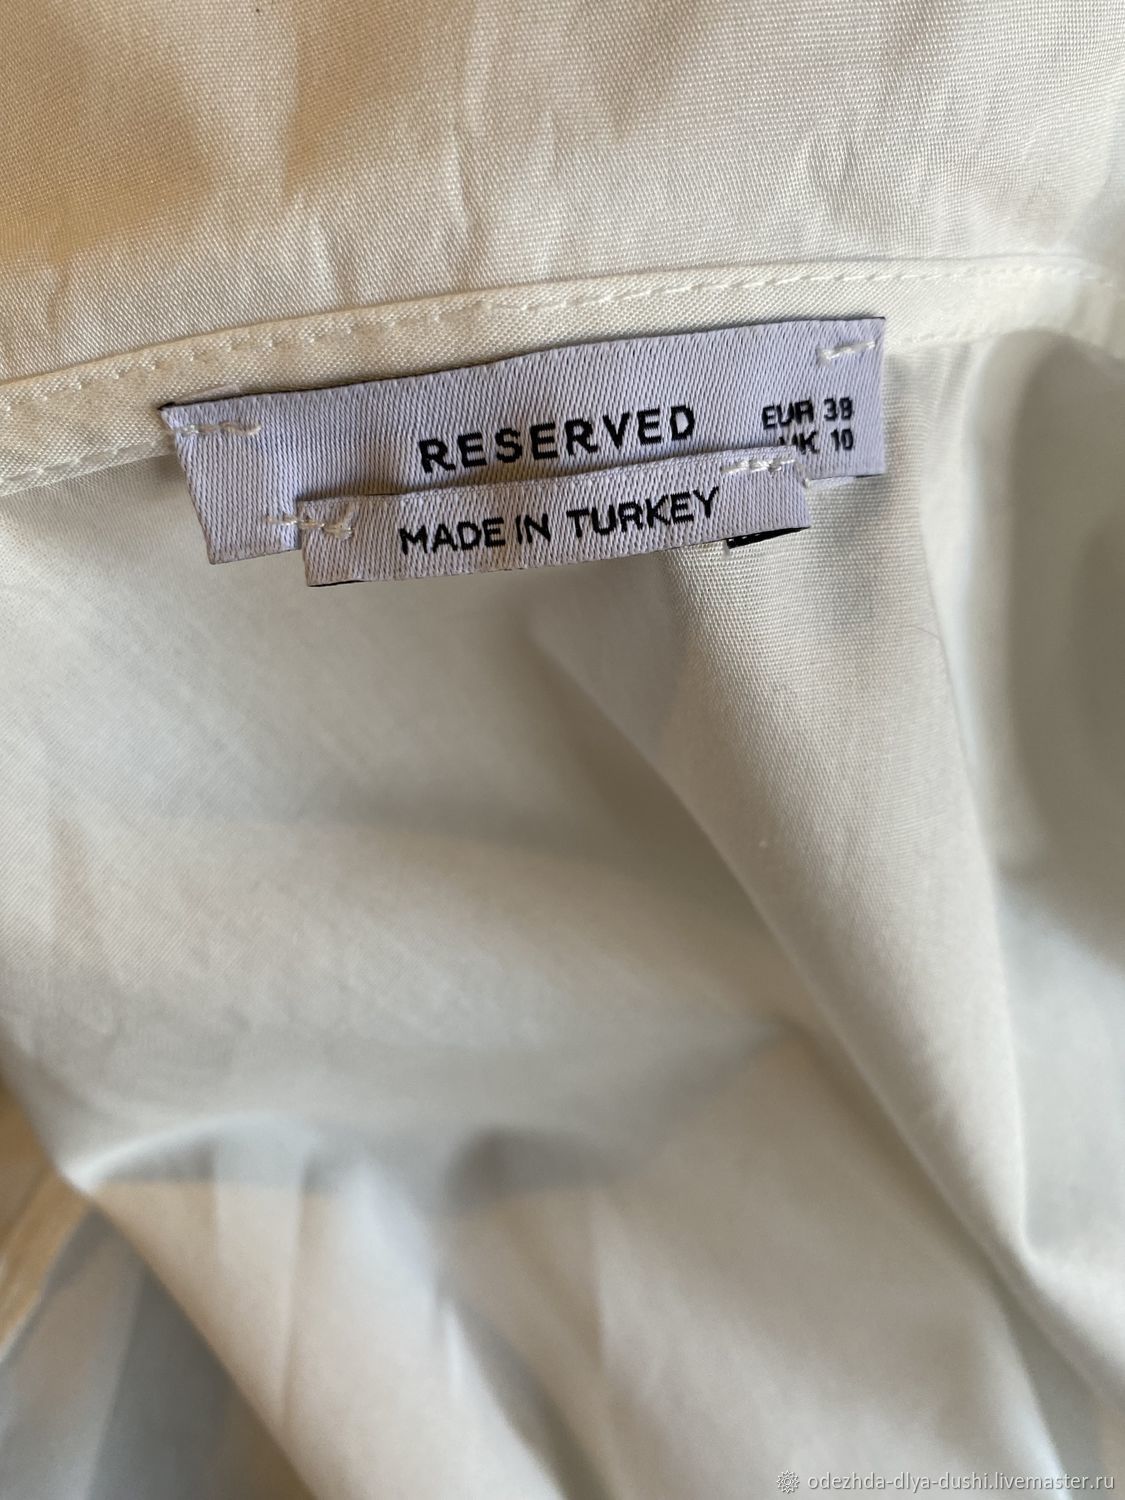 RESERVED
EUR 38
UK 10
MADE IN TURKEY
odezhda-dlya-dushi.livemaster.ru